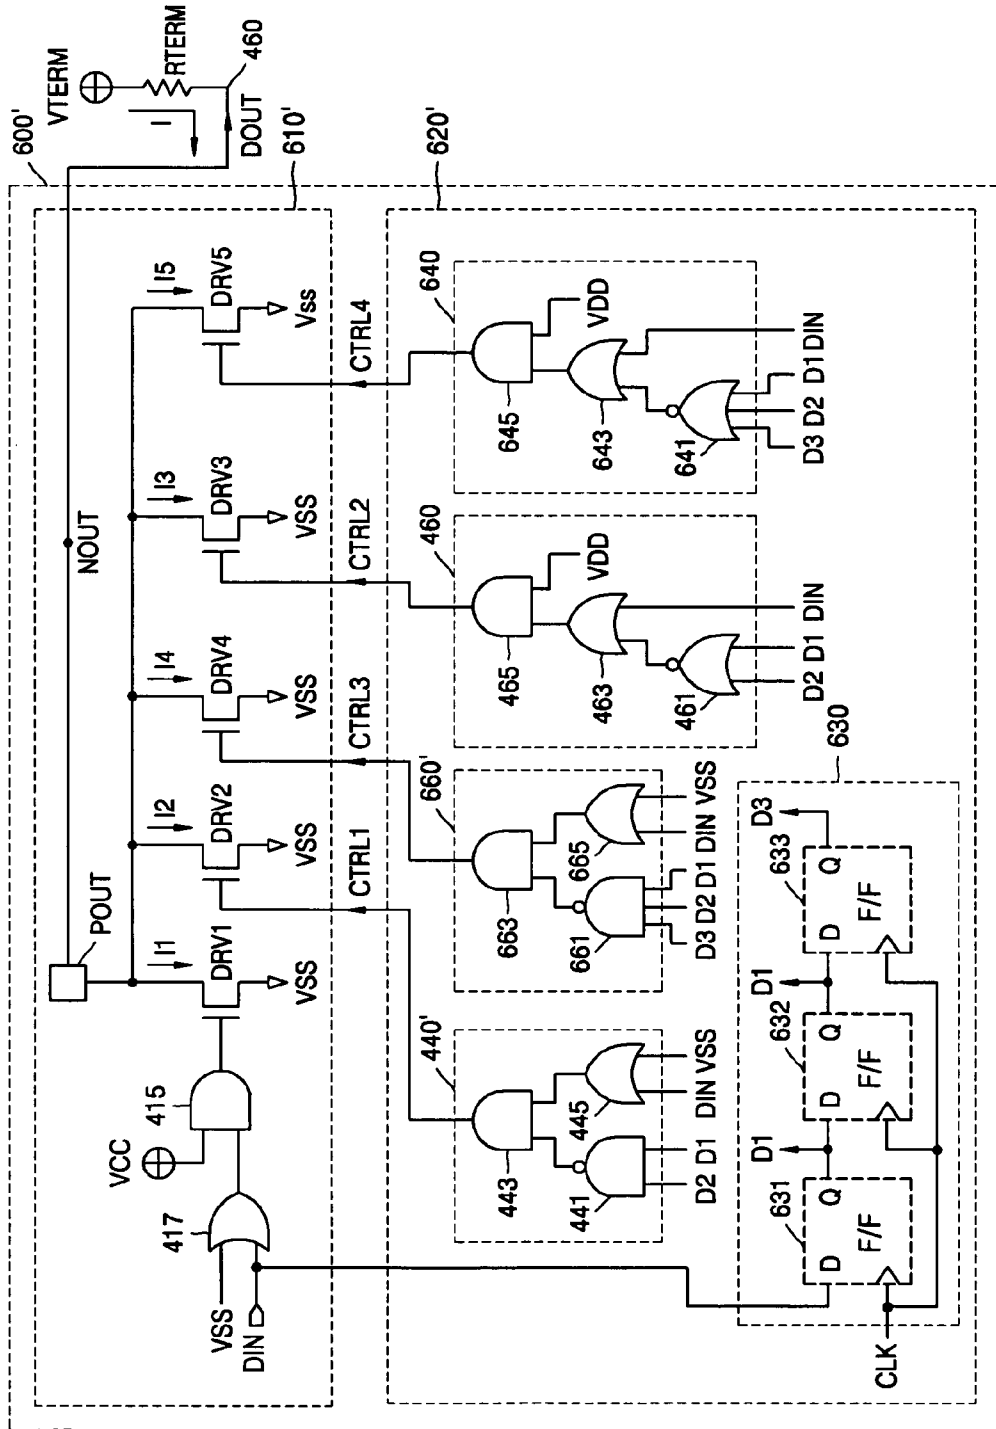 600'
VTERM
RTERM
I
460
DOUT
610'
NOUT
POUT
I1
I2
I4
I3
I5
DRV1
DRV2
DRV4
DRV3
DRV5
VSS
VSS
VSS
VSS
Vss
VCC
415
417
VSS
DIN
620'
CTRL1
CTRL3
CTRL2
CTRL4
440'
443
445
441
D2 D1
DIN VSS
660'
663
665
661
D3 D2 D1
DIN VSS
460
465
VDD
463
461
D2 D1 DIN
640
645
VDD
643
641
D3 D2 D1 DIN
630
631
D Q
F/F
D1
632
D Q
F/F
D1
633
D Q
F/F
D3
CLK